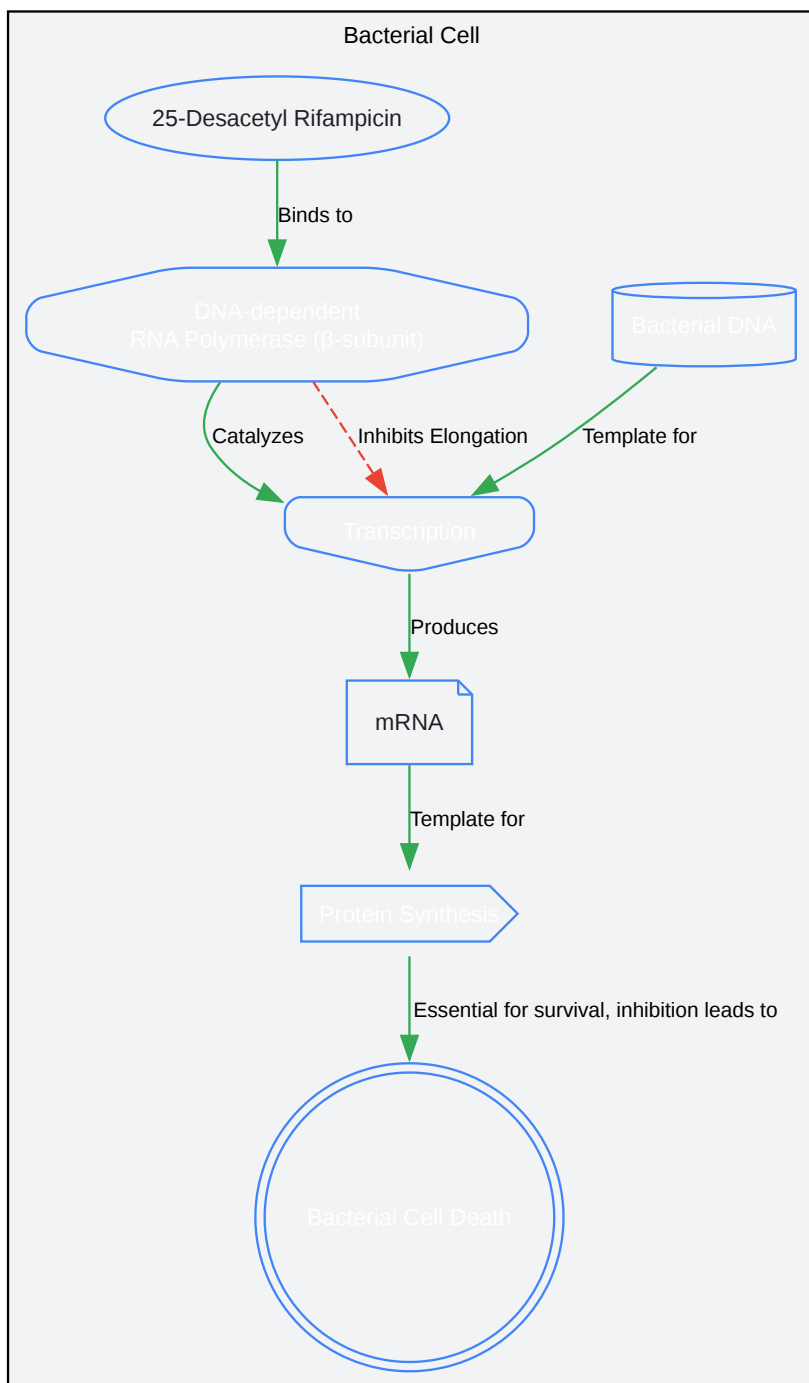 Bacterial Cell
25-Desacetyl Rifampicin
Binds to
DNA-dependent
RNA Polymerase (β-subunit)
Bacterial DNA
Catalyzes
Inhibits Elongation
Template for
Transcription
Produces
mRNA
Template for
Protein Synthesis
Essential for survival, inhibition leads to
Bacterial Cell Death